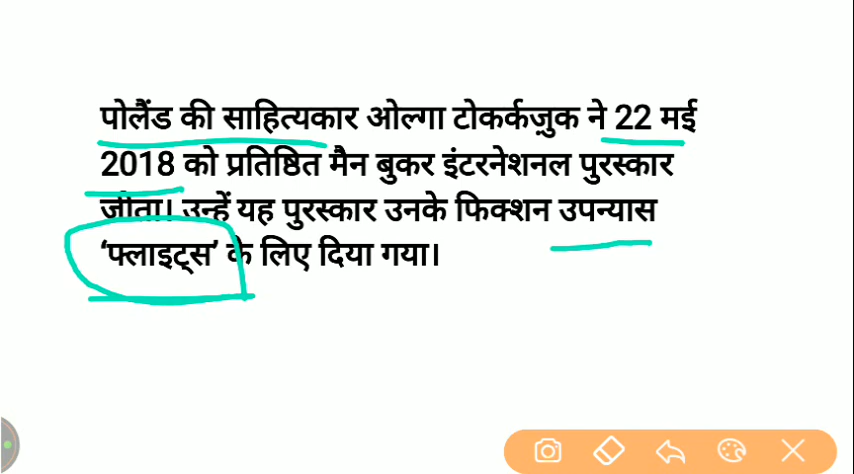 पोलैंड की साहित्यकार ओल्गा टोकर्कज़ुक ने 22 मई
2018 को प्रतिष्ठित मैन बुकर इंटरनेशनल पुरस्कार
जीता। उन्हें यह पुरस्कार उनके फिक्शन उपन्यास
‘फ्लाइट्स’ के लिए दिया गया।